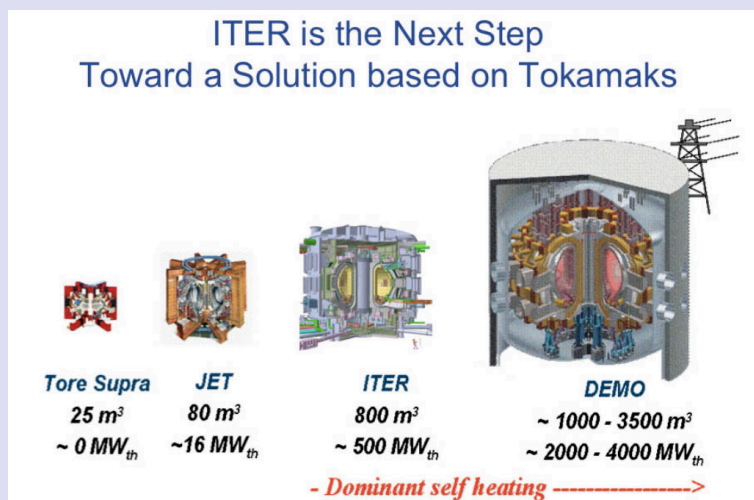 ITER is the Next Step
Toward a Solution based on Tokamaks
Tore Supra
25 m³
~ 0 MWth
JET
80 m³
~16 MWth
ITER
800 m³
~ 500 MWth
DEMO
~ 1000 - 3500 m³
~ 2000 - 4000 MWth
- Dominant self heating ---------------->